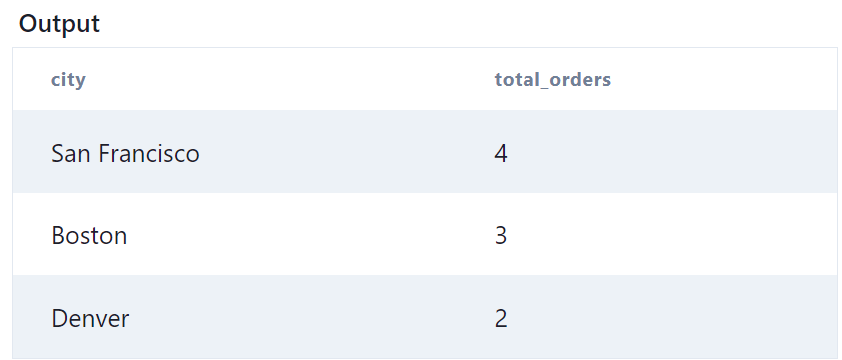 Output
city total_orders
San Francisco 4
Boston 3
Denver 2